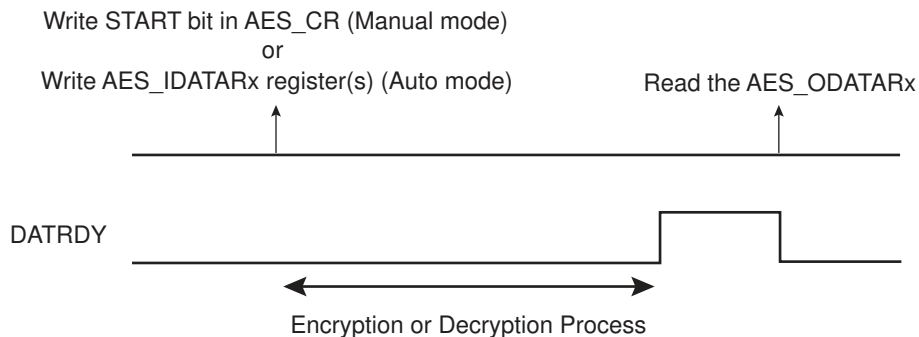 Write START bit in AES_CR (Manual mode)
or
Write AES_IDATARx register(s) (Auto mode)
Read the AES_ODATARx
DATRDY
Encryption or Decryption Process